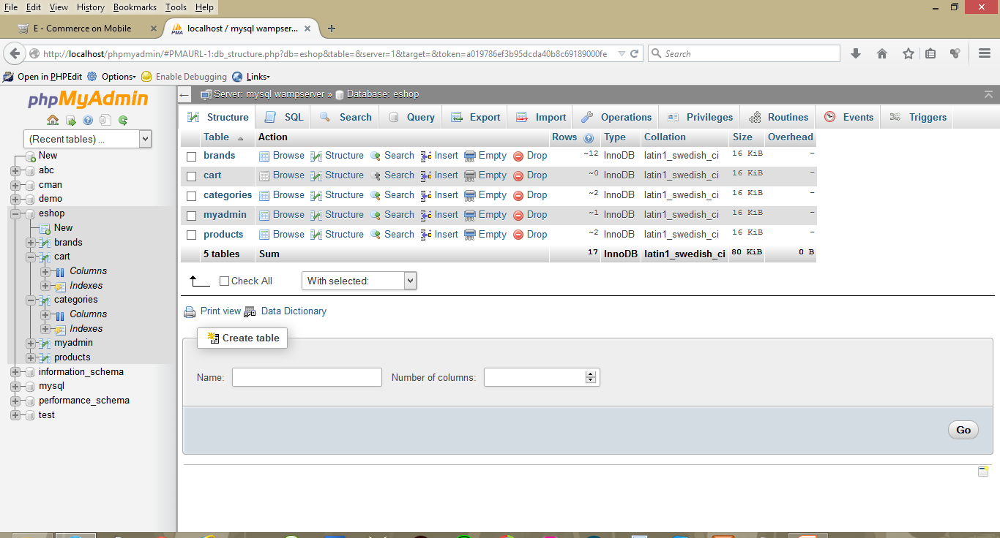 File Edit View History Bookmarks Tools Help
E - Commerce on Mobile × localhost / mysql wampser... × +
http://localhost/phpmyadmin/#PMAURL-1:db_structure.php?db=eshop&table=&server=1&target=&token=a019786ef3b95dcda40b8c69189000fe Search
Open in PHPEdit Options Enable Debugging Links
phpMyAdmin
(Recent tables) ...
New
abc
cman
demo
eshop
New
brands
cart
Columns
Indexes
categories
Columns
Indexes
myadmin
products
information_schema
mysql
performance_schema
test
Server: mysql wampserver » Database: eshop
Structure SQL Search Query Export Import Operations Privileges Routines Events Triggers
Table Action Rows Type Collation Size Overhead
brands Browse Structure Search Insert Empty Drop ~12 InnoDB latin1_swedish_ci 16 KiB -
cart Browse Structure Search Insert Empty Drop ~0 InnoDB latin1_swedish_ci 16 KiB -
categories Browse Structure Search Insert Empty Drop ~2 InnoDB latin1_swedish_ci 16 KiB -
myadmin Browse Structure Search Insert Empty Drop ~1 InnoDB latin1_swedish_ci 16 KiB -
products Browse Structure Search Insert Empty Drop ~2 InnoDB latin1_swedish_ci 16 KiB -
5 tables Sum 17 InnoDB latin1_swedish_ci 80 KiB 0 B
Check All With selected:
Print view Data Dictionary
Create table
Name: Number of columns:
Go